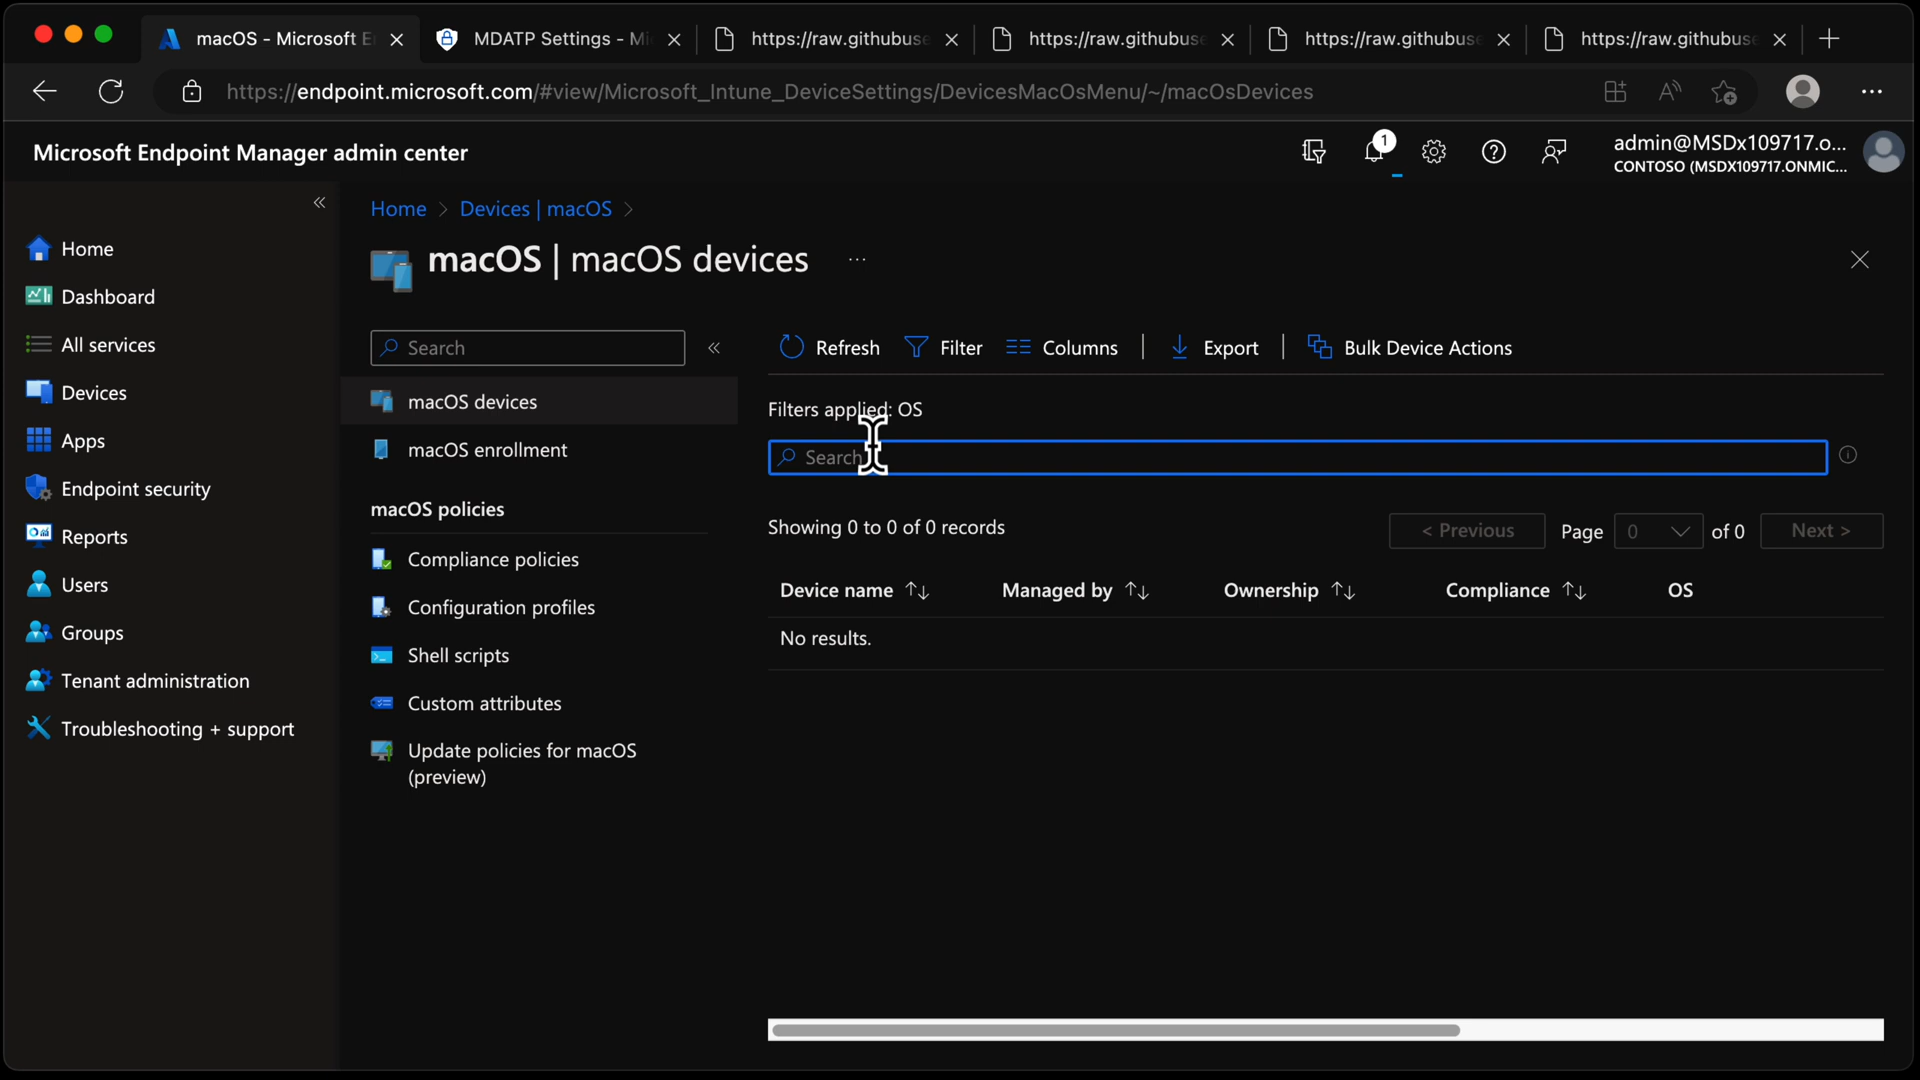 macOS - Microsoft E
MDATP Settings - Mi
https://raw.githubuse
https://raw.githubuse
https://raw.githubuse
https://raw.githubuse
https://endpoint.microsoft.com/#view/Microsoft_Intune_DeviceSettings/DevicesMacOsMenu/~/macOsDevices
Microsoft Endpoint Manager admin center
1
admin@MSDx109717.o...
CONTOSO (MSDX109717.ONMIC...
Home
Dashboard
All services
Devices
Apps
Endpoint security
Reports
Users
Groups
Tenant administration
Troubleshooting + support
Home > Devices | macOS >
macOS | macOS devices ...
Search
macOS devices
macOS enrollment
macOS policies
Compliance policies
Configuration profiles
Shell scripts
Custom attributes
Update policies for macOS
(preview)
Refresh Filter Columns Export Bulk Device Actions
Filters applied: OS
Search
Showing 0 to 0 of 0 records
< Previous Page 0 of 0 Next >
Device name Managed by Ownership Compliance OS
No results.